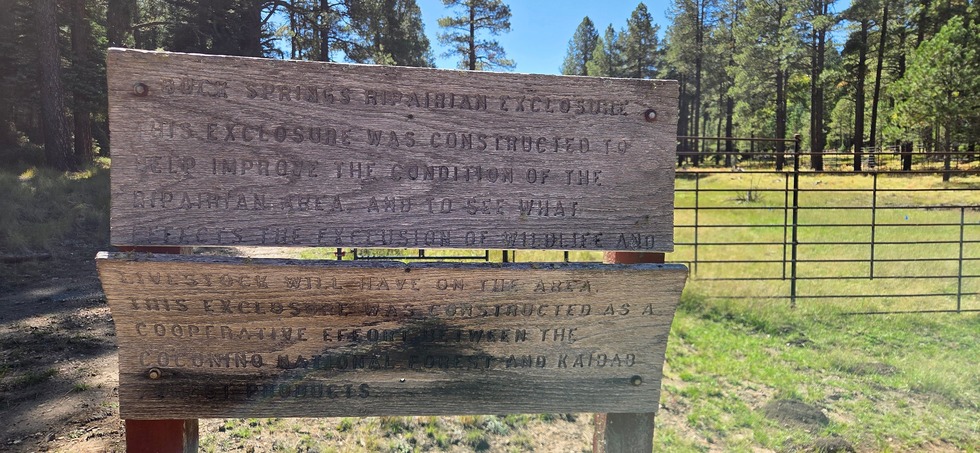 BUCK SPRINGS RIPAIRIAN EXCLOSURE
THIS EXCLOSURE WAS CONSTRUCTED TO
HELP IMPROVE THE CONDITION OF THE
RIPAIRIAN AREA, AND TO SEE WHAT
EFFECTS THE EXCLUSION OF WILDLIFE AND
LIVESTOCK WILL HAVE ON THE AREA
THIS EXCLOSURE WAS CONSTRUCTED AS A
COOPERATIVE EFFORT BETWEEN THE
COCONINO NATIONAL FOREST AND KAIBAB
PRODUCTS